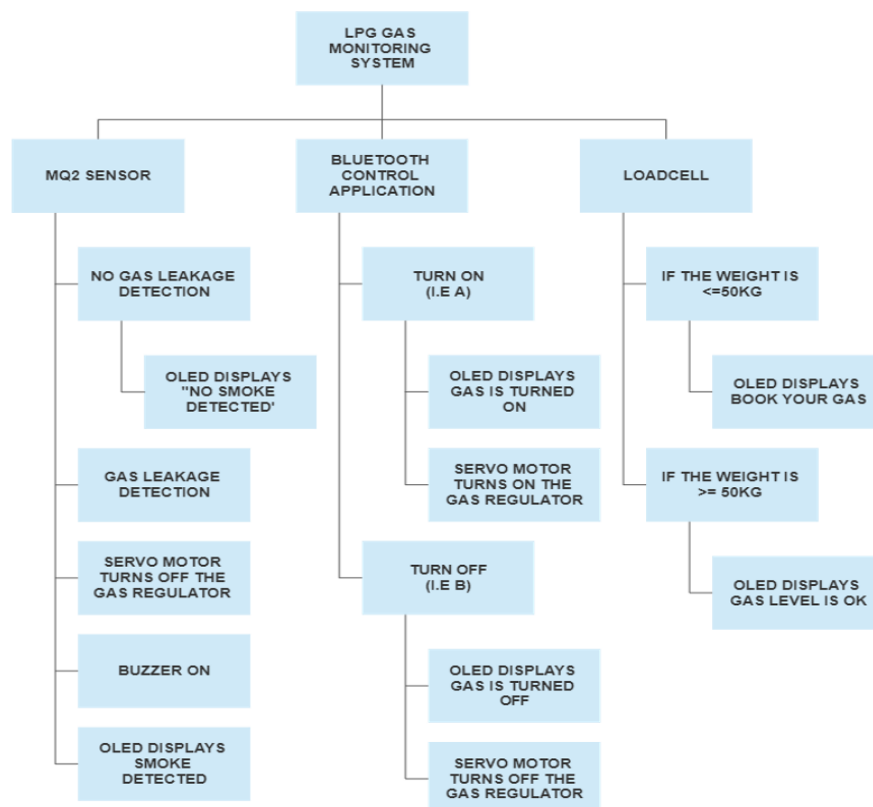 LPG GAS
MONITORING
SYSTEM
MQ2 SENSOR
BLUETOOTH
CONTROL
APPLICATION
LOADCELL
NO GAS LEAKAGE
DETECTION
OLED DISPLAYS
"NO SMOKE
DETECTED'
GAS LEAKAGE
DETECTION
SERVO MOTOR
TURNS OFF THE
GAS REGULATOR
BUZZER ON
OLED DISPLAYS
SMOKE
DETECTED
TURN ON
(I.E A)
OLED DISPLAYS
GAS IS TURNED
ON
SERVO MOTOR
TURNS ON THE
GAS REGULATOR
TURN OFF
(I.E B)
OLED DISPLAYS
GAS IS TURNED
OFF
SERVO MOTOR
TURNS OFF THE
GAS REGULATOR
IF THE WEIGHT IS
<=50KG
OLED DISPLAYS
BOOK YOUR GAS
IF THE WEIGHT IS
>= 50KG
OLED DISPLAYS
GAS LEVEL IS OK